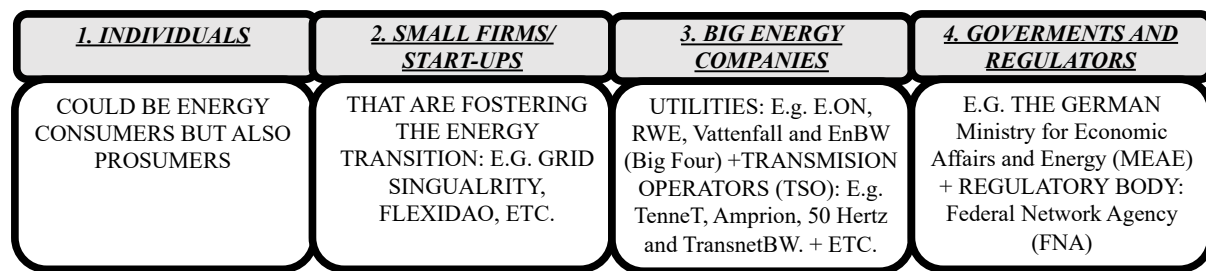 1. INDIVIDUALS
COULD BE ENERGY
CONSUMERS BUT ALSO
PROSUMERS
2. SMALL FIRMS/
START-UPS
THAT ARE FOSTERING
THE ENERGY
TRANSITION: E.G. GRID
SINGUALRITY,
FLEXIDAO, ETC.
3. BIG ENERGY
COMPANIES
UTILITIES: E.g. E.ON,
RWE, Vattenfall and EnBW
(Big Four) +TRANSMISION
OPERATORS (TSO): E.g.
TenneT, Amprion, 50 Hertz
and TransnetBW. + ETC.
4. GOVERMENTS AND
REGULATORS
E.G. THE GERMAN
Ministry for Economic
Affairs and Energy (MEAE)
+ REGULATORY BODY:
Federal Network Agency
(FNA)